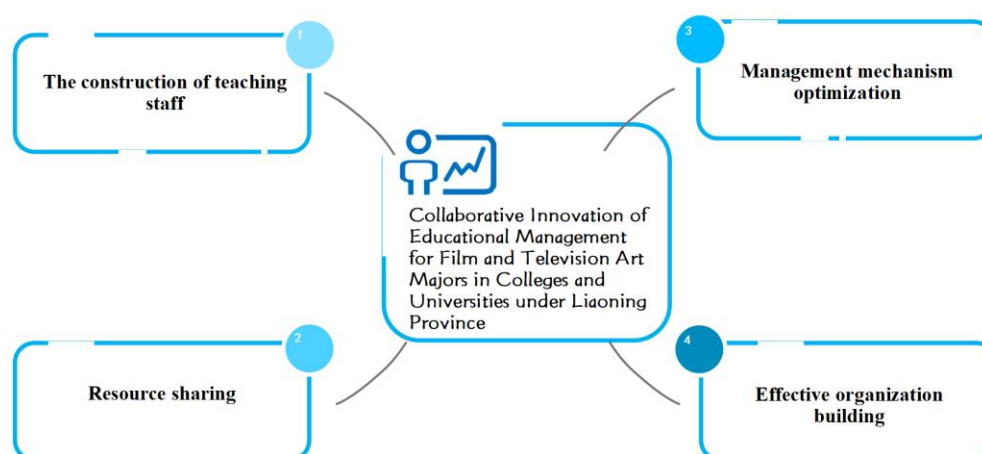 1
The construction of teaching
staff
3
Management mechanism
optimization
Collaborative Innovation of
Educational Management
for Film and Television Art
Majors in Colleges and
Universities under Liaoning
Province
2
Resource sharing
4
Effective organization
building